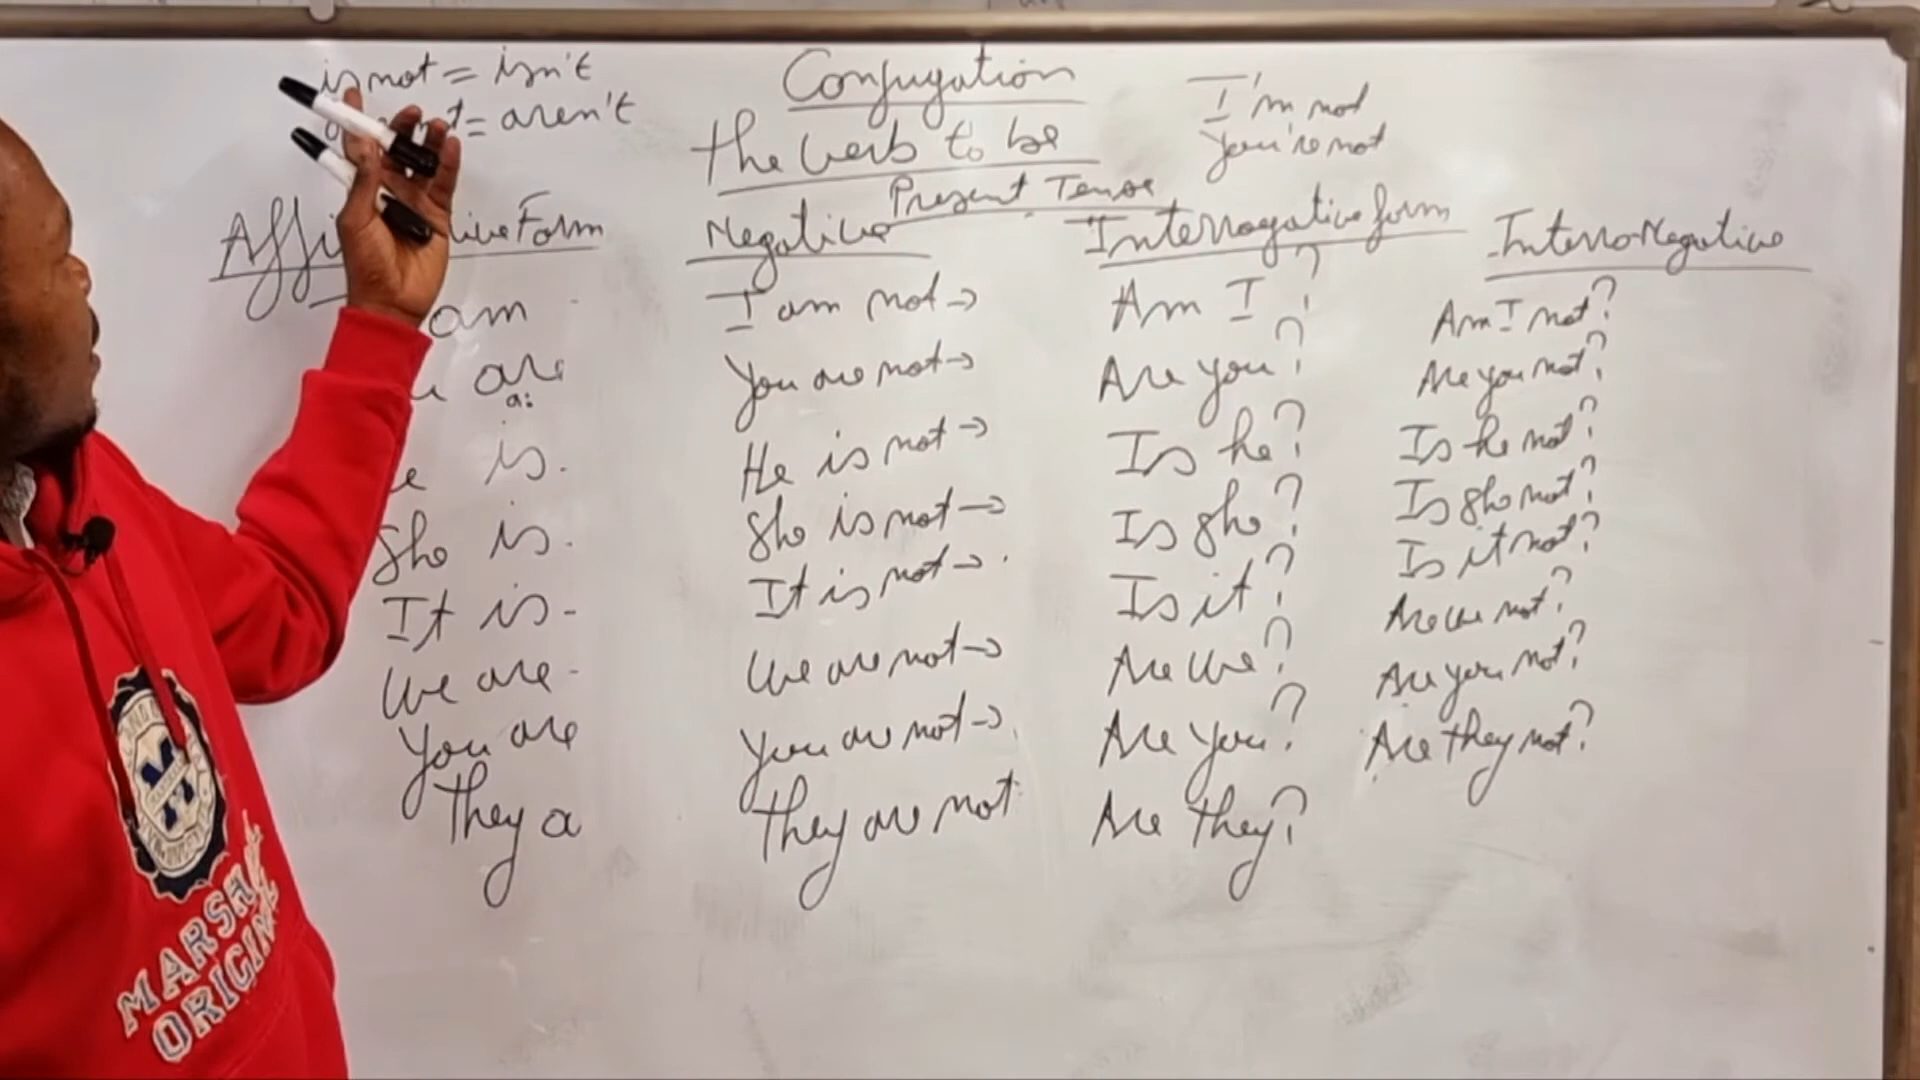 is not = isn't
= aren't
Conjugation
the verb to be
Present Tense
I'm not
you're not
Form
am
are
a:
is.
She is.
It is-
We are-
You are
they a
Negative
I am not →
You are not →
He is not →
She is not →
It is not →
We are not →
You are not →
they are not
Interrogative form
Am I?
Are you?
Is he?
Is she?
Is it?
Are we?
Are you?
Are they?
Interro-Negative
Am I not?
Are you not?
Is he not?
Is she not?
Is it not?
Are we not?
Are you not?
Are they not?
M
ORIGINAL